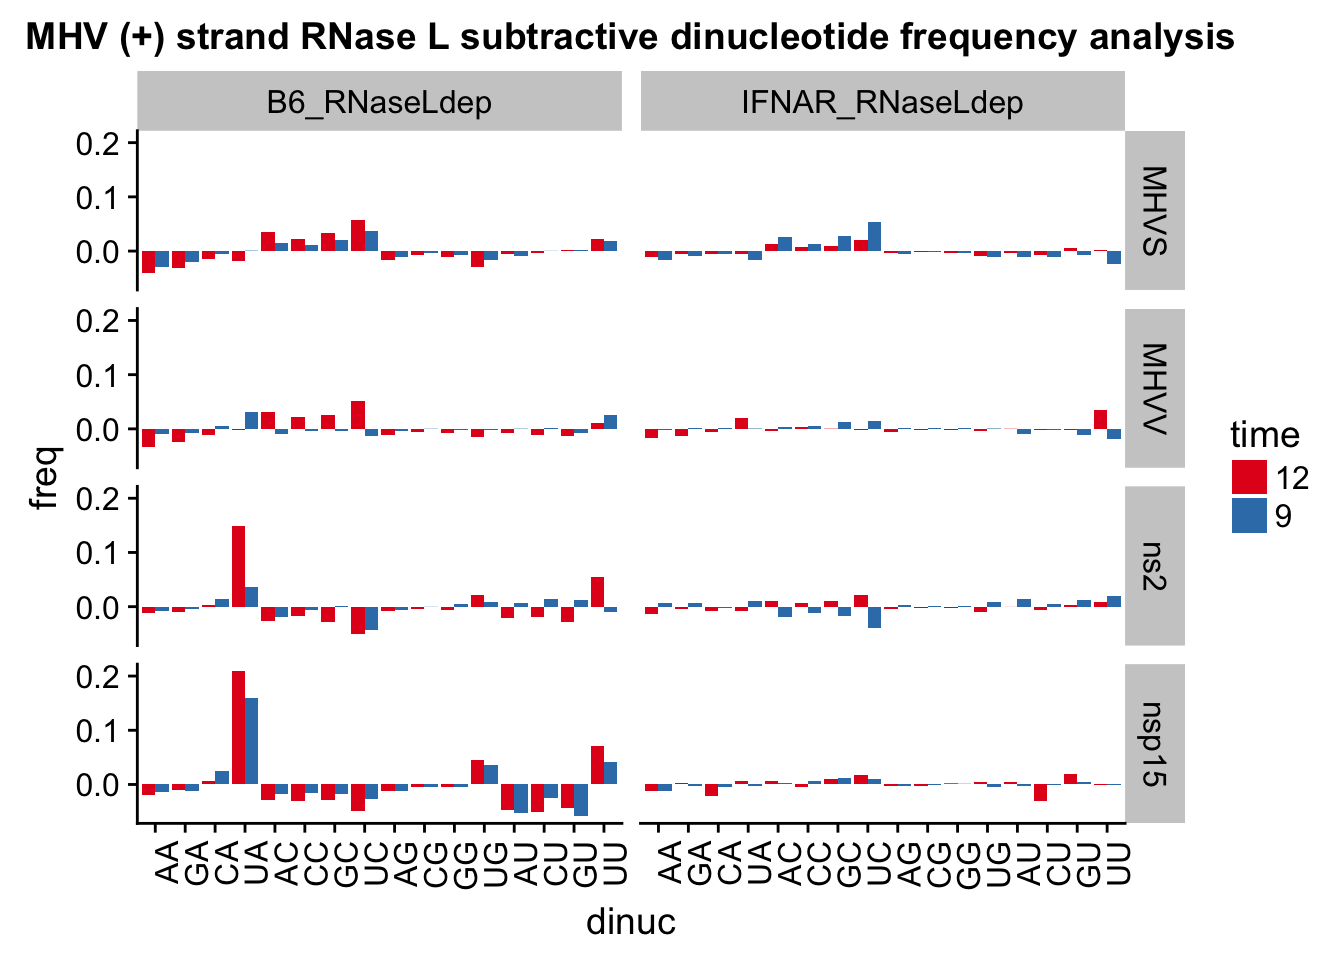 MHV (+) strand RNase L subtractive dinucleotide frequency analysis
B6_RNaseLdep
IFNAR_RNaseLdep
0.2
0.1
0.0
MHVS
0.2
0.1
0.0
MHVV
0.2
0.1
0.0
ns2
0.2
0.1
0.0
nsp15
freq
AA GA CA UA AC CC GC UC AG CG GG UG AU CU GU UU
AA GA CA UA AC CC GC UC AG CG GG UG AU CU GU UU
dinuc
time
12
9